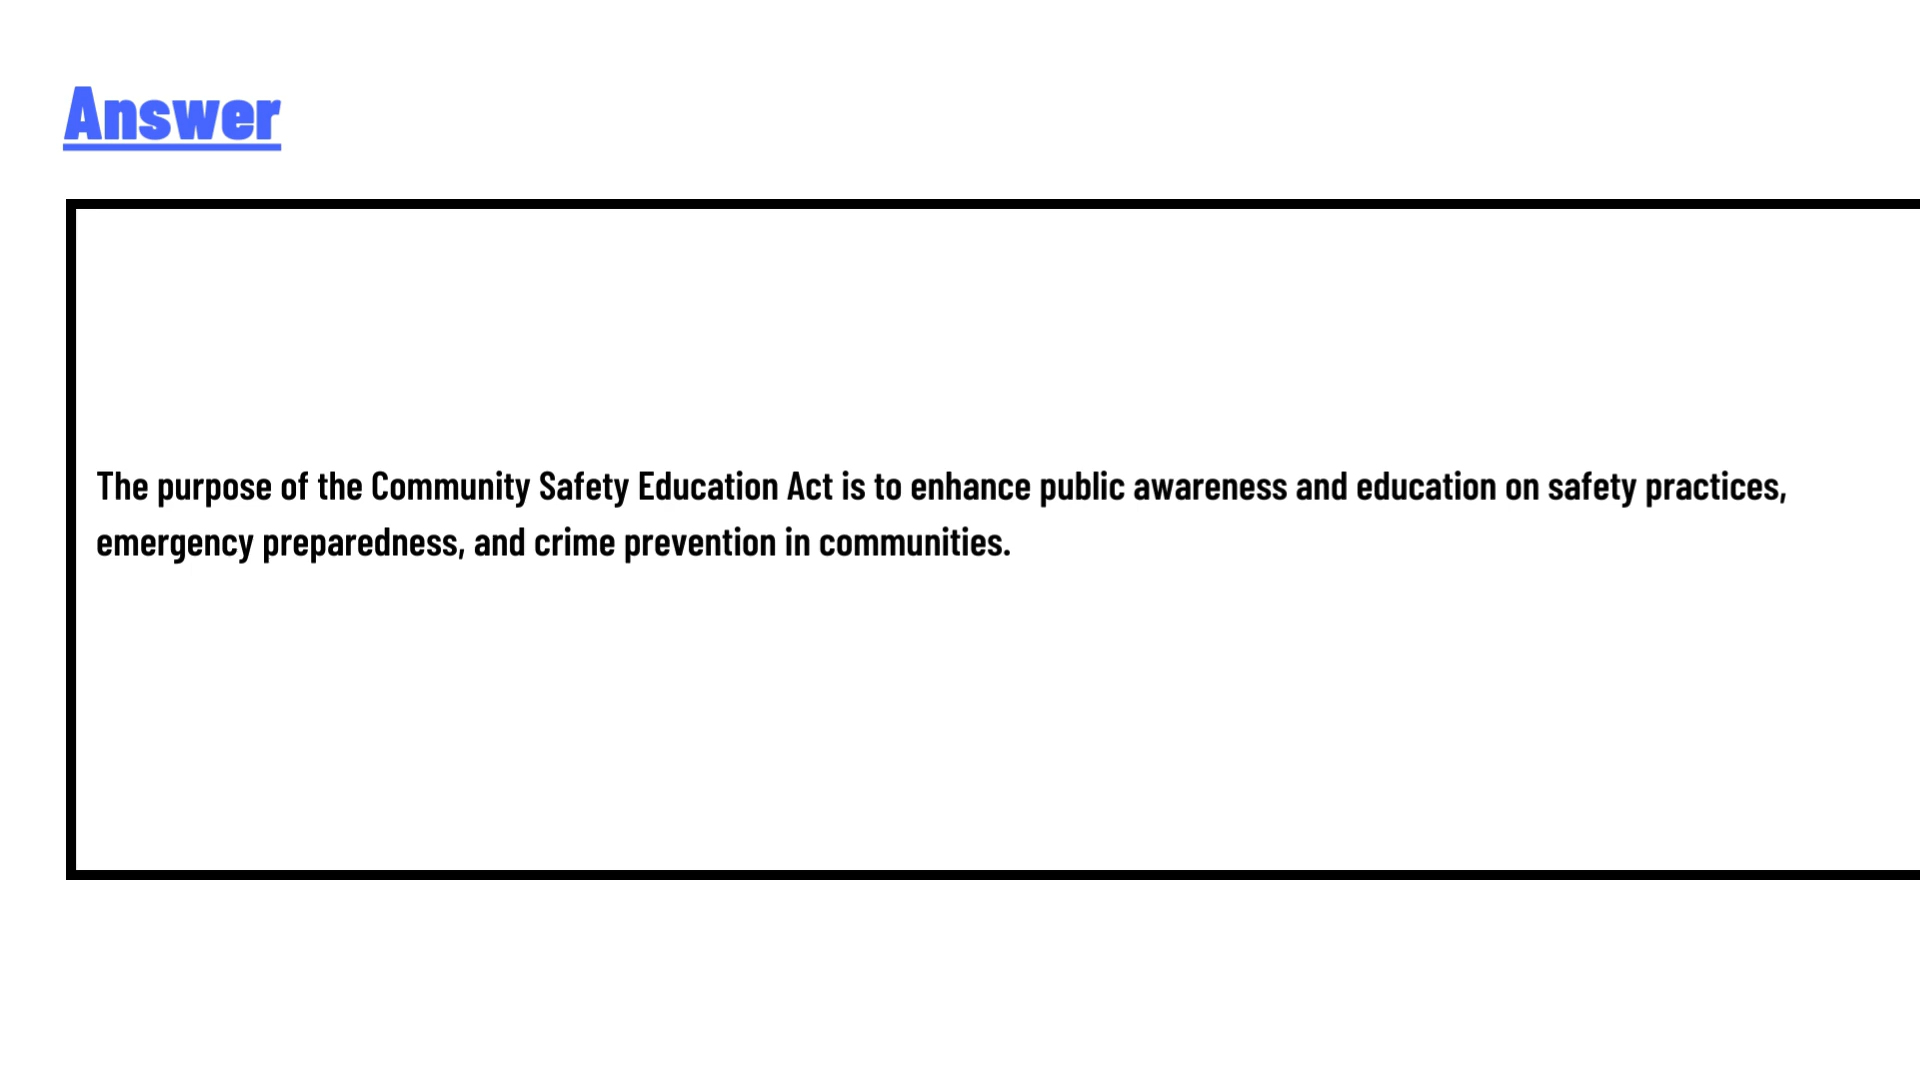 Answer
The purpose of the Community Safety Education Act is to enhance public awareness and education on safety practices,
emergency preparedness, and crime prevention in communities.